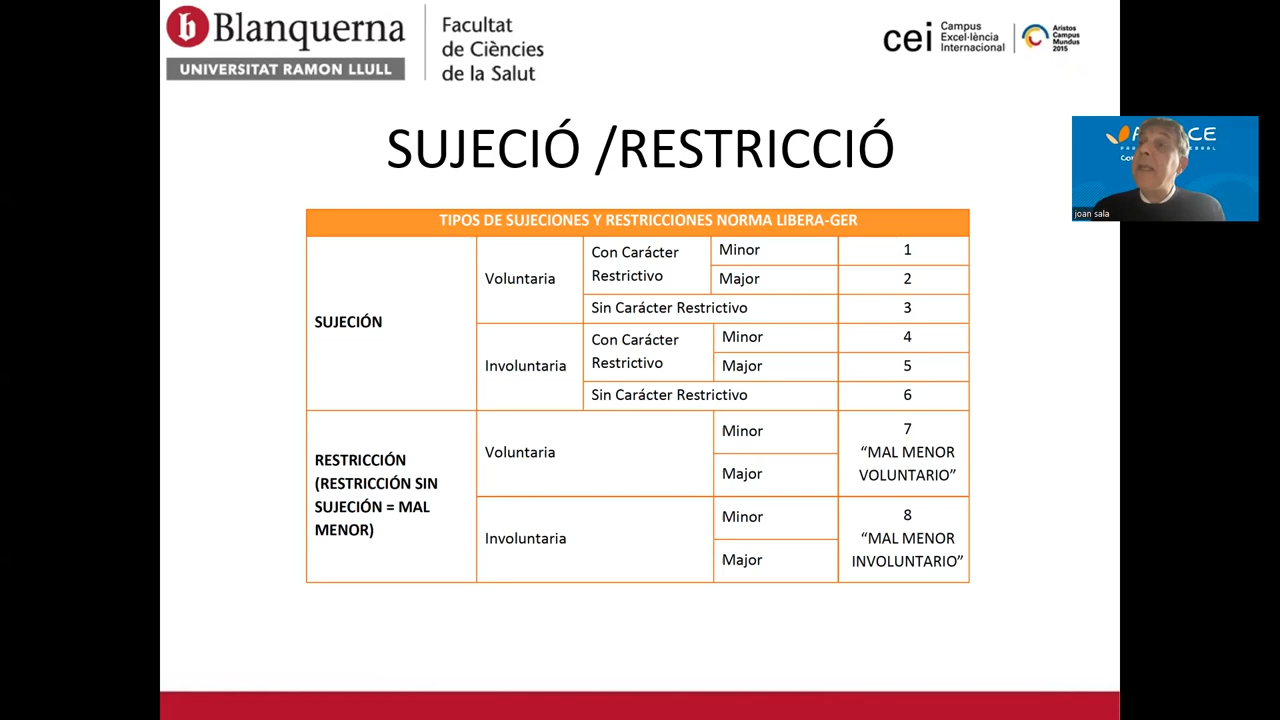 Blanquerna
UNIVERSITAT RAMON LLULL
Facultat
de Ciències
de la Salut
cei
Campus
Excel·lència
Internacional
Aristos
Campus
Mundus
2015
SUJECIÓ /RESTRICCIÓ
joan sala
TIPOS DE SUJECIONES Y RESTRICCIONES NORMA LIBERA-GER
SUJECIÓN
Voluntaria
Con Carácter
Restrictivo
Minor
1
Major
2
Sin Carácter Restrictivo
3
Involuntaria
Con Carácter
Restrictivo
Minor
4
Major
5
Sin Carácter Restrictivo
6
RESTRICCIÓN
(RESTRICCIÓN SIN
SUJECIÓN = MAL
MENOR)
Voluntaria
Minor
Major
7
“MAL MENOR
VOLUNTARIO”
Involuntaria
Minor
Major
8
“MAL MENOR
INVOLUNTARIO”